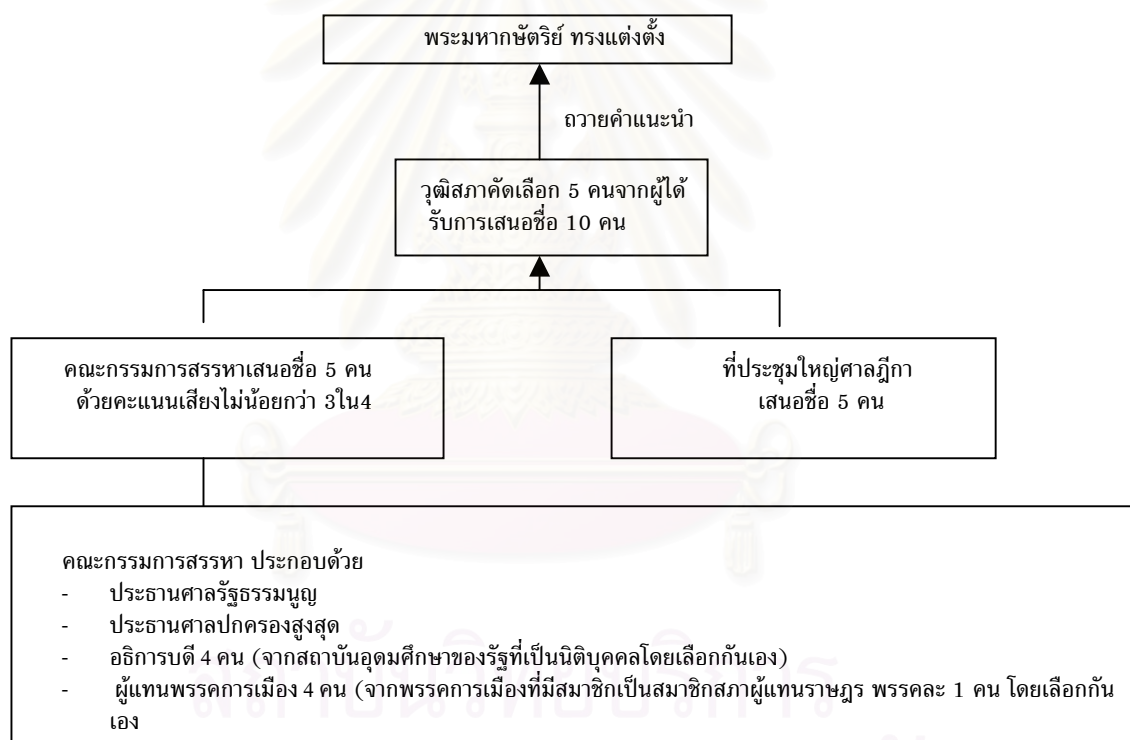 พระมหากษัตริย์ ทรงแต่งตั้ง
ถวายคำแนะนำ
วุฒิสภาคัดเลือก 5 คนจากผู้ได้
รับการเสนอชื่อ 10 คน
คณะกรรมการสรรหาเสนอชื่อ 5 คน
ด้วยคะแนนเสียงไม่น้อยกว่า 3ใน4
ที่ประชุมใหญ่ศาลฎีกา
เสนอชื่อ 5 คน
คณะกรรมการสรรหา ประกอบด้วย
- ประธานศาลรัฐธรรมนูญ
- ประธานศาลปกครองสูงสุด
- อธิการบดี 4 คน (จากสถาบันอุดมศึกษาของรัฐที่เป็นนิติบุคคลโดยเลือกกันเอง)
- ผู้แทนพรรคการเมือง 4 คน (จากพรรคการเมืองที่มีสมาชิกเป็นสมาชิกสภาผู้แทนราษฎร พรรคละ 1 คน โดยเลือกกัน
เอง
สถาบันวิทยบริการ